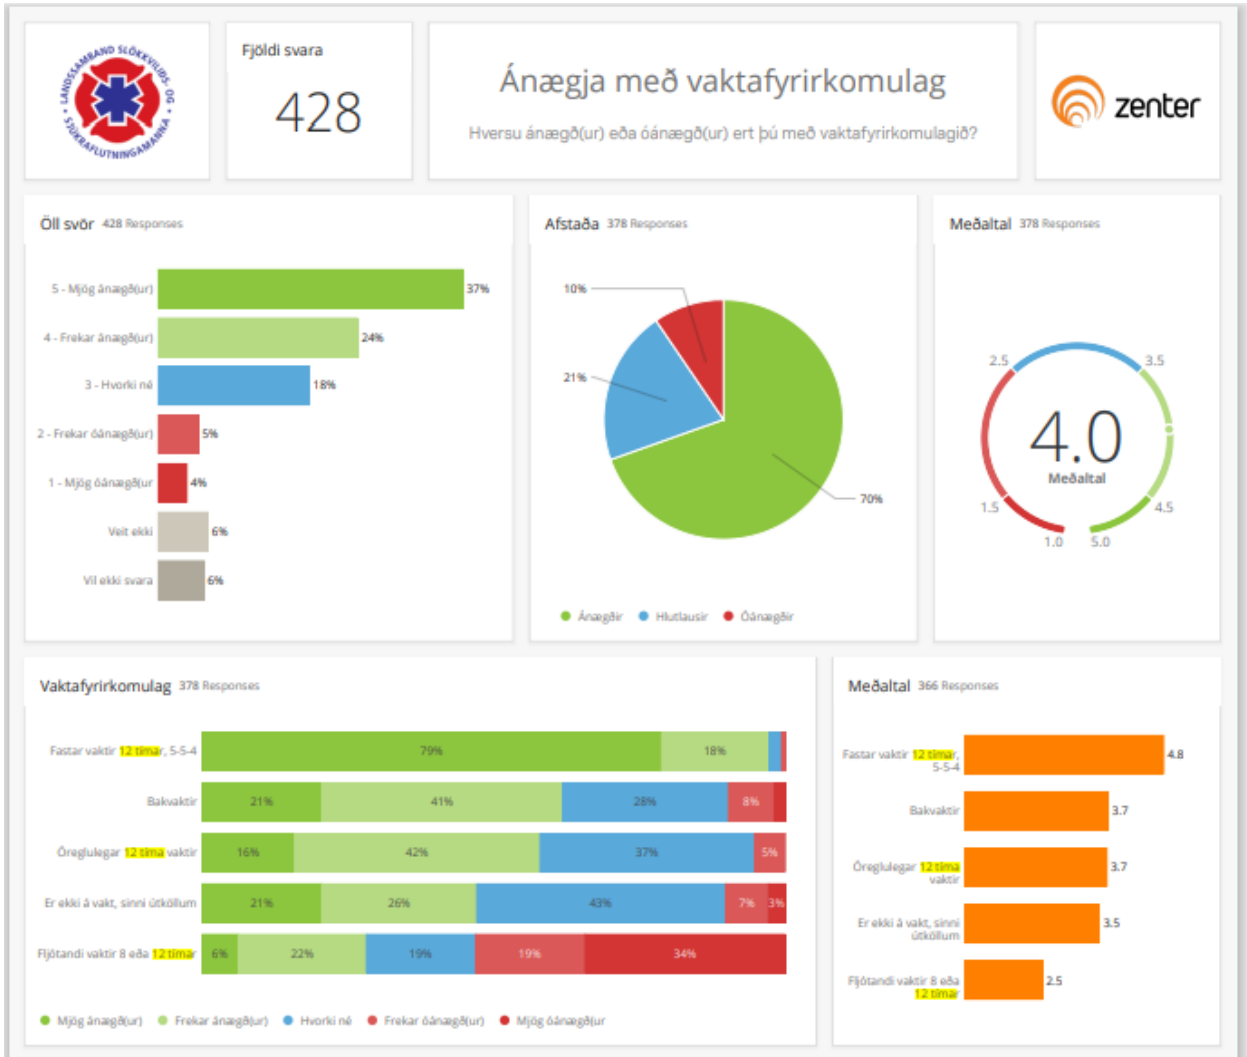 LANDSSAMBAND SLÖKKVILIÐS- OG
SJÚKRAFLUTNINGAMANNA
Fjöldi svara
428
Ánægja með vaktafyrirkomulag
Hversu ánægð(ur) eða óánægð(ur) ert þú með vaktafyrirkomulagið?
zenter
Öll svör 428 Responses
5 - Mjög ánægð(ur) 37%
4 - Frekar ánægð(ur) 24%
3 - Hvorki né 18%
2 - Frekar óánægð(ur) 5%
1 - Mjög óánægð(ur 4%
Veit ekki 6%
Vil ekki svara 6%
Afstaða 378 Responses
10%
21%
70%
Ánægðir Hlutlausir Óánægðir
Meðaltal 378 Responses
2.5 3.5
4.0
Meðaltal
1.5 4.5
1.0 5.0
Vaktafyrirkomulag 378 Responses
Fastar vaktir 12 tímar, 5-5-4 79% 18%
Bakvaktir 21% 41% 28% 8%
Óreglulegar 12 tíma vaktir 16% 42% 37% 5%
Er ekki á vakt, sinni útköllum 21% 26% 43% 7% 3%
Fljótandi vaktir 8 eða 12 tímar 6% 22% 19% 19% 34%
Mjög ánægð(ur) Frekar ánægð(ur) Hvorki né Frekar óánægð(ur) Mjög óánægð(ur
Meðaltal 366 Responses
Fastar vaktir 12 tímar,
5-5-4 4.8
Bakvaktir 3.7
Óreglulegar 12 tíma
vaktir 3.7
Er ekki á vakt, sinni
útköllum 3.5
Fljótandi vaktir 8 eða
12 tímar 2.5